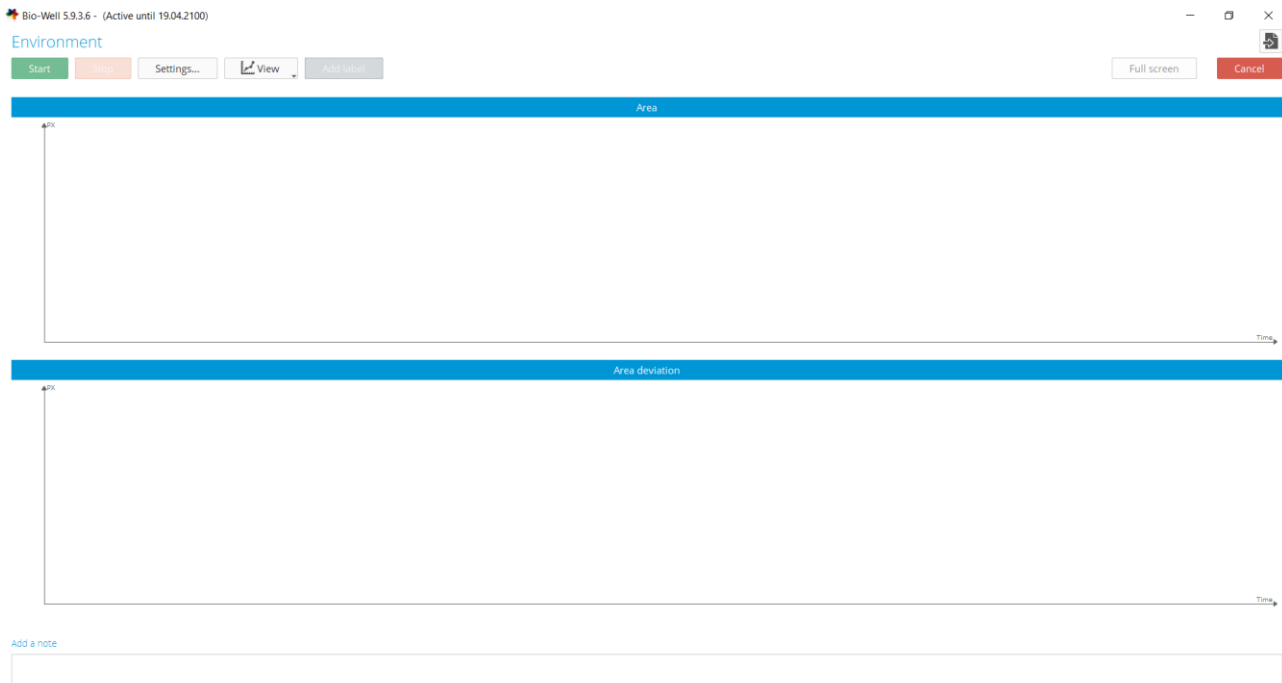 Bio-Well 5.9.3.6 - (Active until 19.04.2100)
Environment
Start Stop Settings... View Add label Full screen Cancel
Area
PX
Time
Area deviation
PX
Time
Add a note